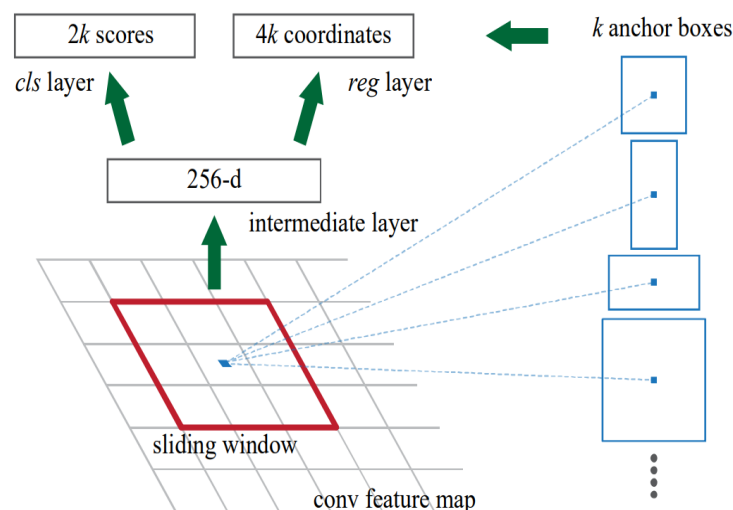 2k scores
4k coordinates
k anchor boxes
cls layer
reg layer
256-d
intermediate layer
sliding window
conv feature map